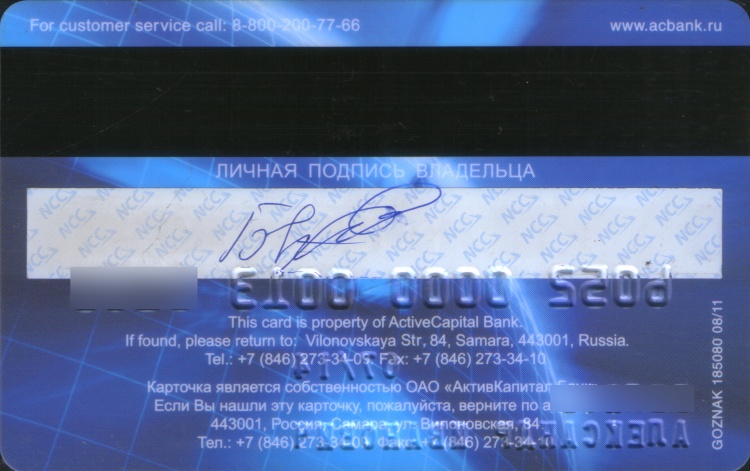 For customer service call: 8-800-200-77-66
www.acbank.ru
ЛИЧНАЯ ПОДПИСЬ ВЛАДЕЛЬЦА
NCC
This card is property of ActiveCapital Bank.
If found, please return to: Vilonovskaya Str, 84, Samara, 443001, Russia.
Tel.: +7 (846) 273-34-03 Fax: +7 (846) 273-34-10
Карточка является собственностью ОАО «АктивКапитал Банк»
Если Вы нашли эту карточку, пожалуйста, верните по
443001, Россия, Самара, ул. Вилоновская, 84
Тел.: +7 (846) 273-34-03 Факс: +7 (846) 273-34-10
GOZNAK 185080 08/11